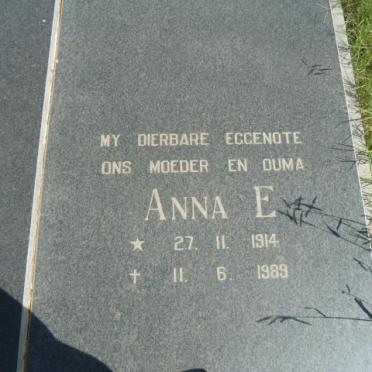 MY DIERBARE EGGENOTE
ONS MOEDER EN OUMA
ANNA E
★ 27. 11. 1914
✝ 11. 6. 1989